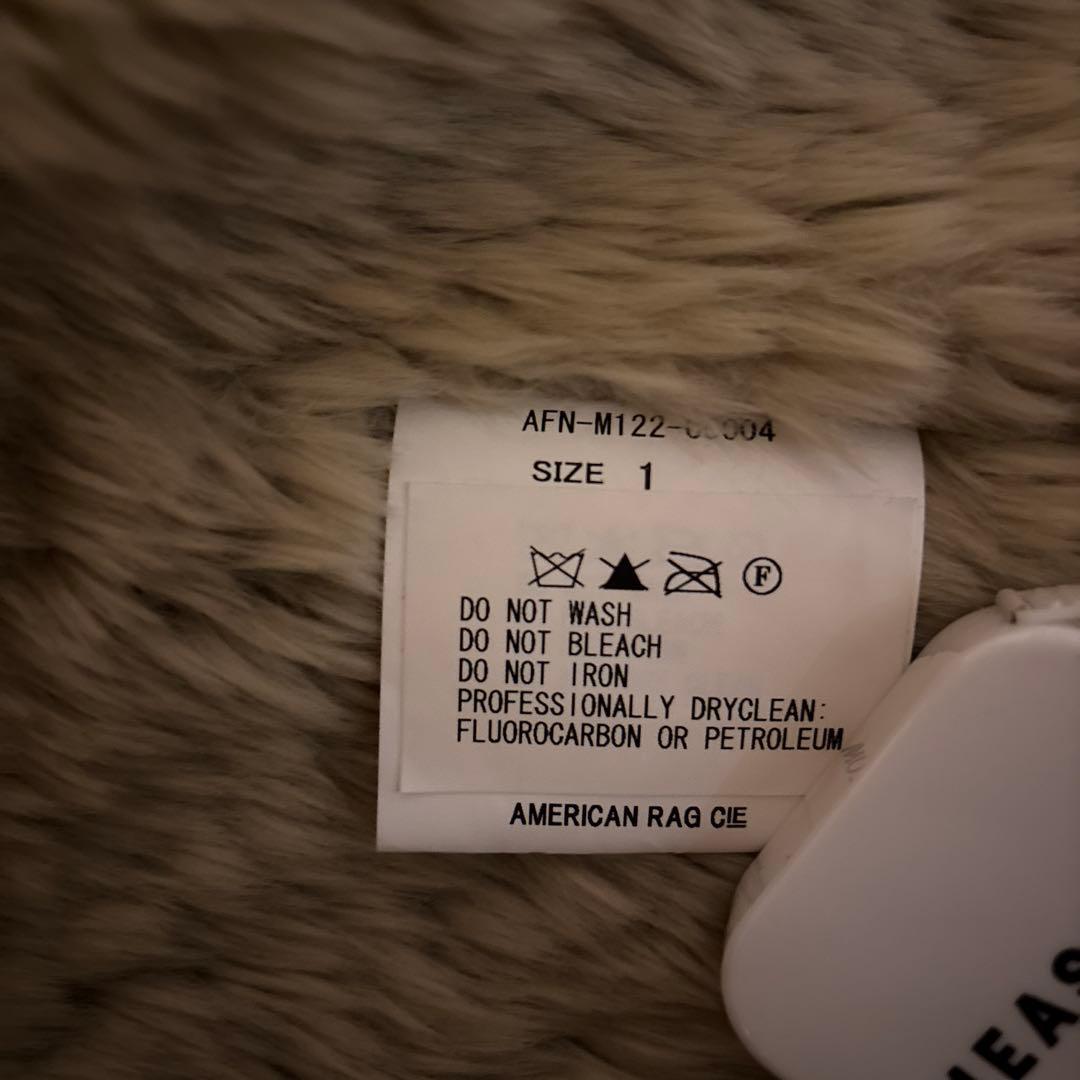 SIZE 1
F
DO NOT WASH
DO NOT BLEACH
DO NOT IRON
PROFESSIONALLY DRYCLEAN:
FLUOROCARBON OR PETROLEUM
AMERICAN RAG CIE